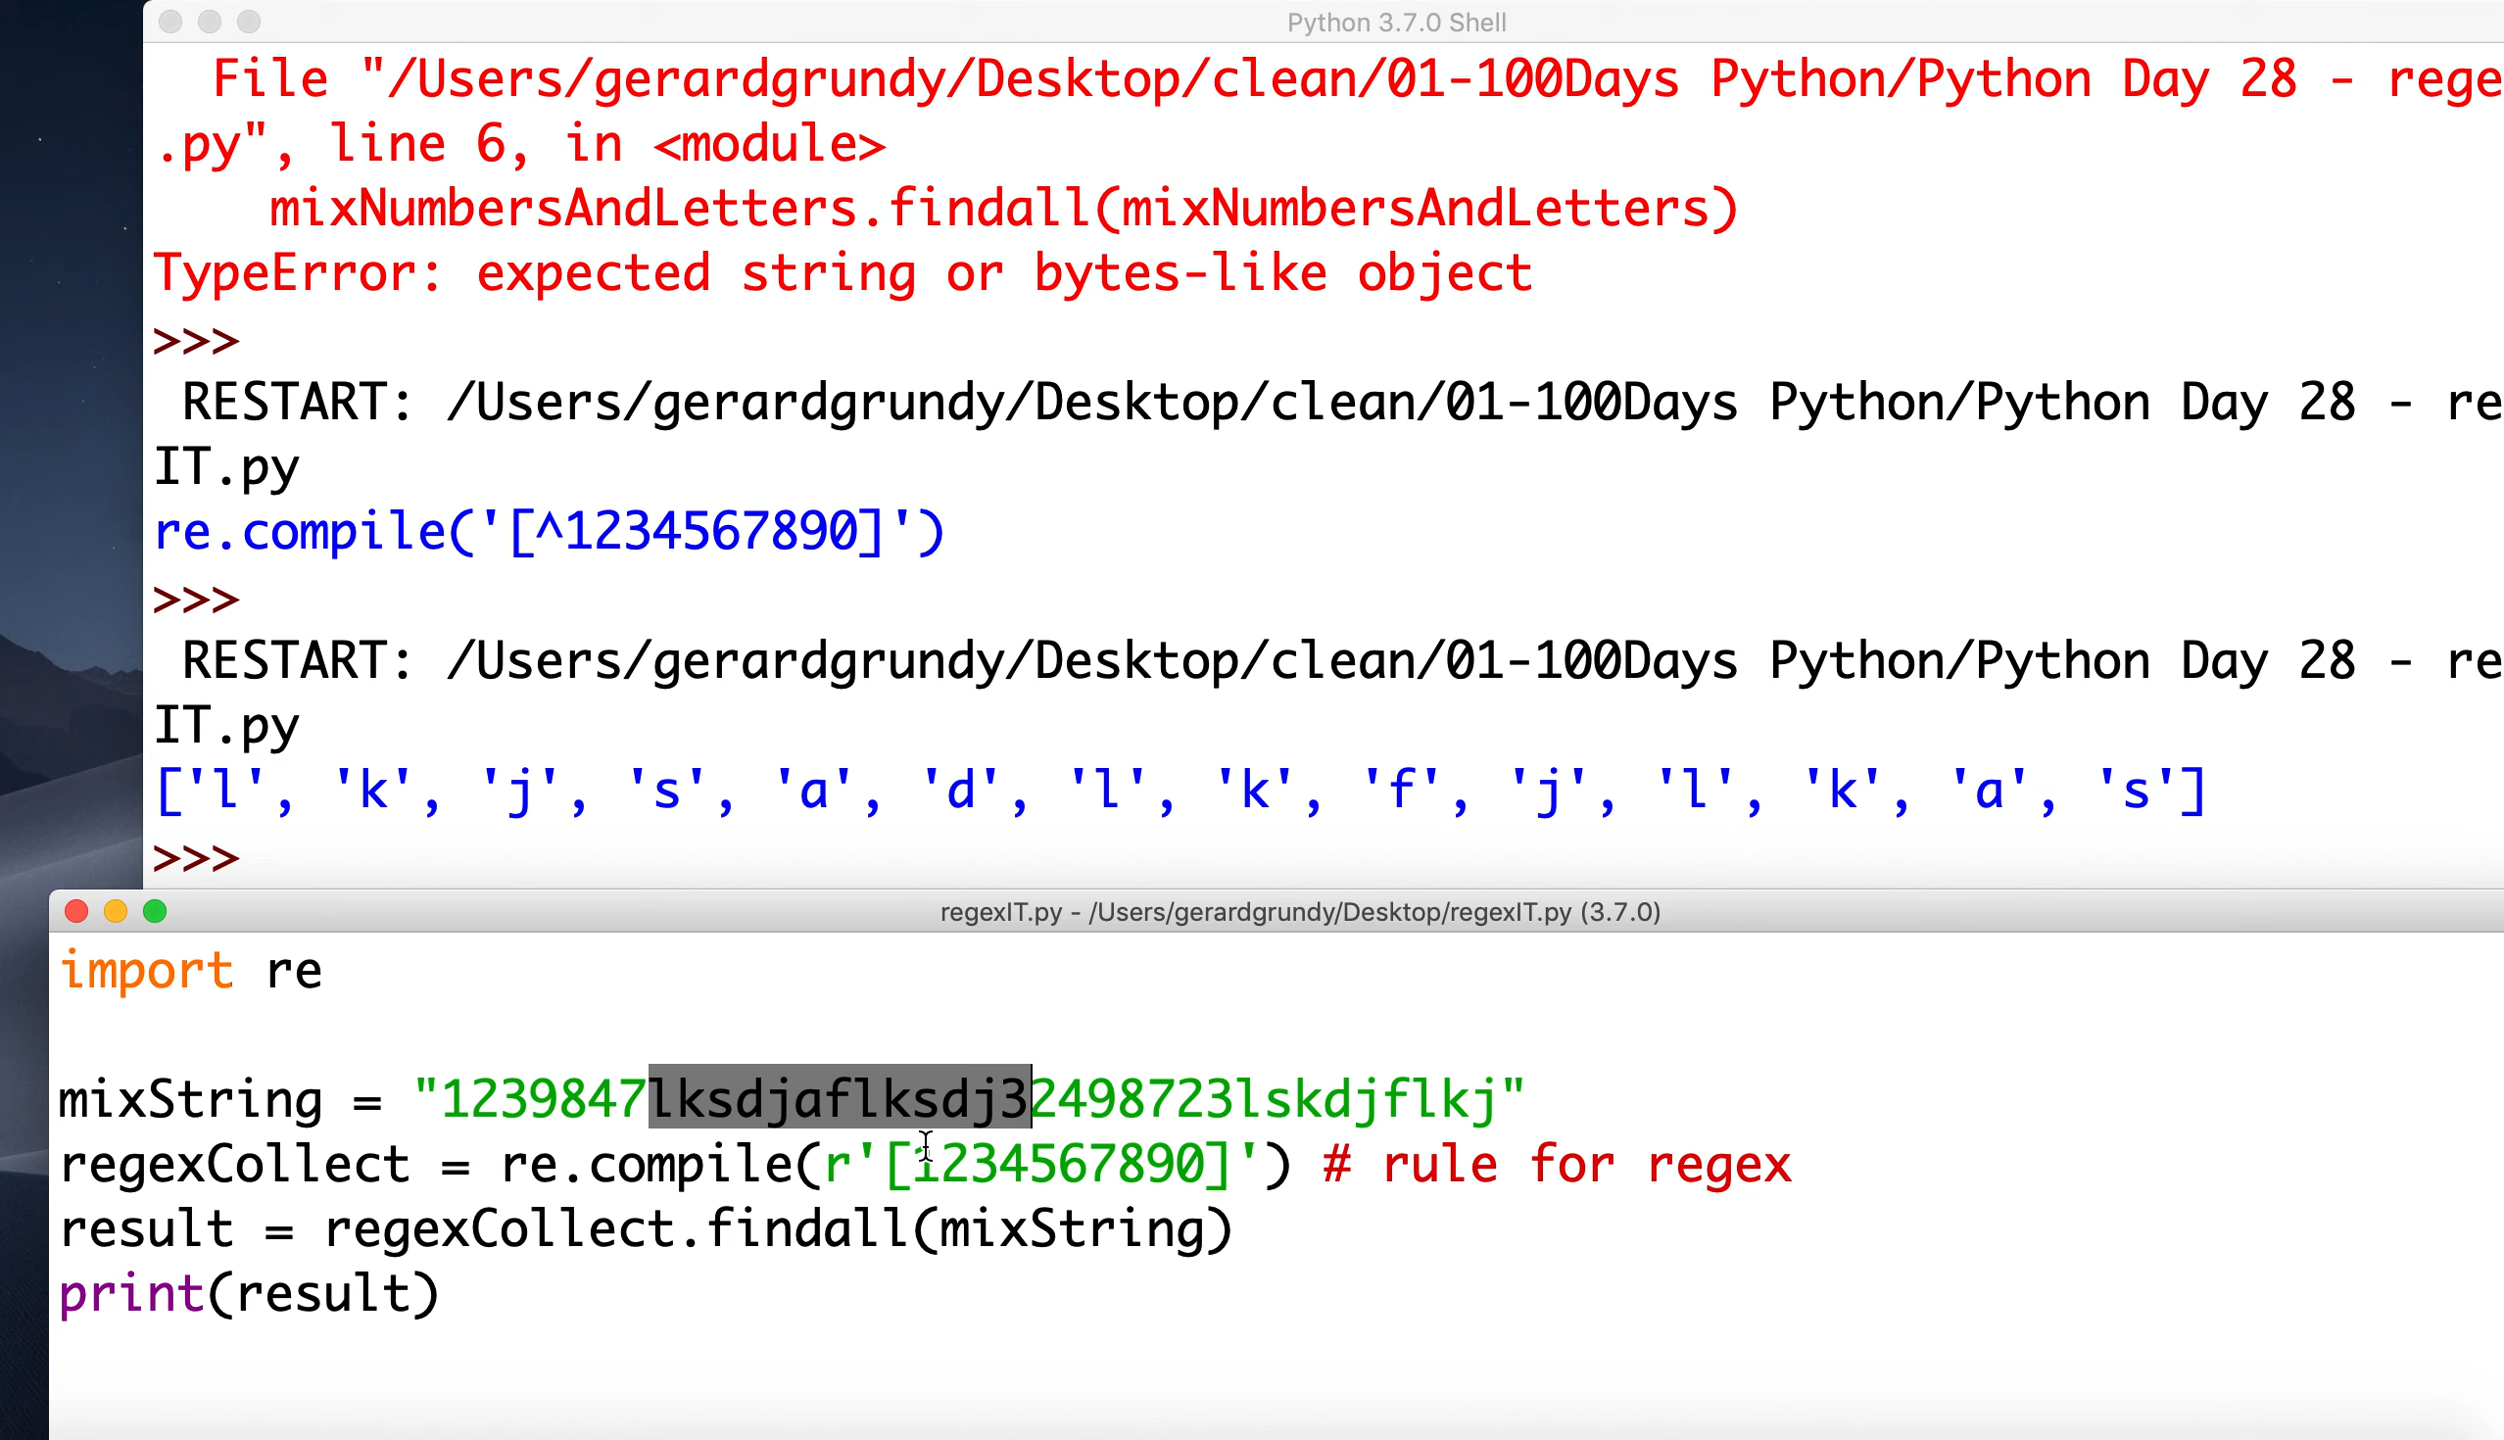 Python 3.7.0 Shell
File "/Users/gerardgrundy/Desktop/clean/01-100Days Python/Python Day 28 - rege
.py", line 6, in <module>
mixNumbersAndLetters.findall(mixNumbersAndLetters)
TypeError: expected string or bytes-like object
>>>
RESTART: /Users/gerardgrundy/Desktop/clean/01-100Days Python/Python Day 28 - re
IT.py
re.compile('[^1234567890]')
>>>
RESTART: /Users/gerardgrundy/Desktop/clean/01-100Days Python/Python Day 28 - re
IT.py
['l', 'k', 'j', 's', 'a', 'd', 'l', 'k', 'f', 'j', 'l', 'k', 'a', 's']
>>>
regexIT.py - /Users/gerardgrundy/Desktop/regexIT.py (3.7.0)
import re
mixString = "1239847lksdjaflksdj32498723lskdjflkj"
regexCollect = re.compile(r'[1234567890]') # rule for regex
result = regexCollect.findall(mixString)
print(result)